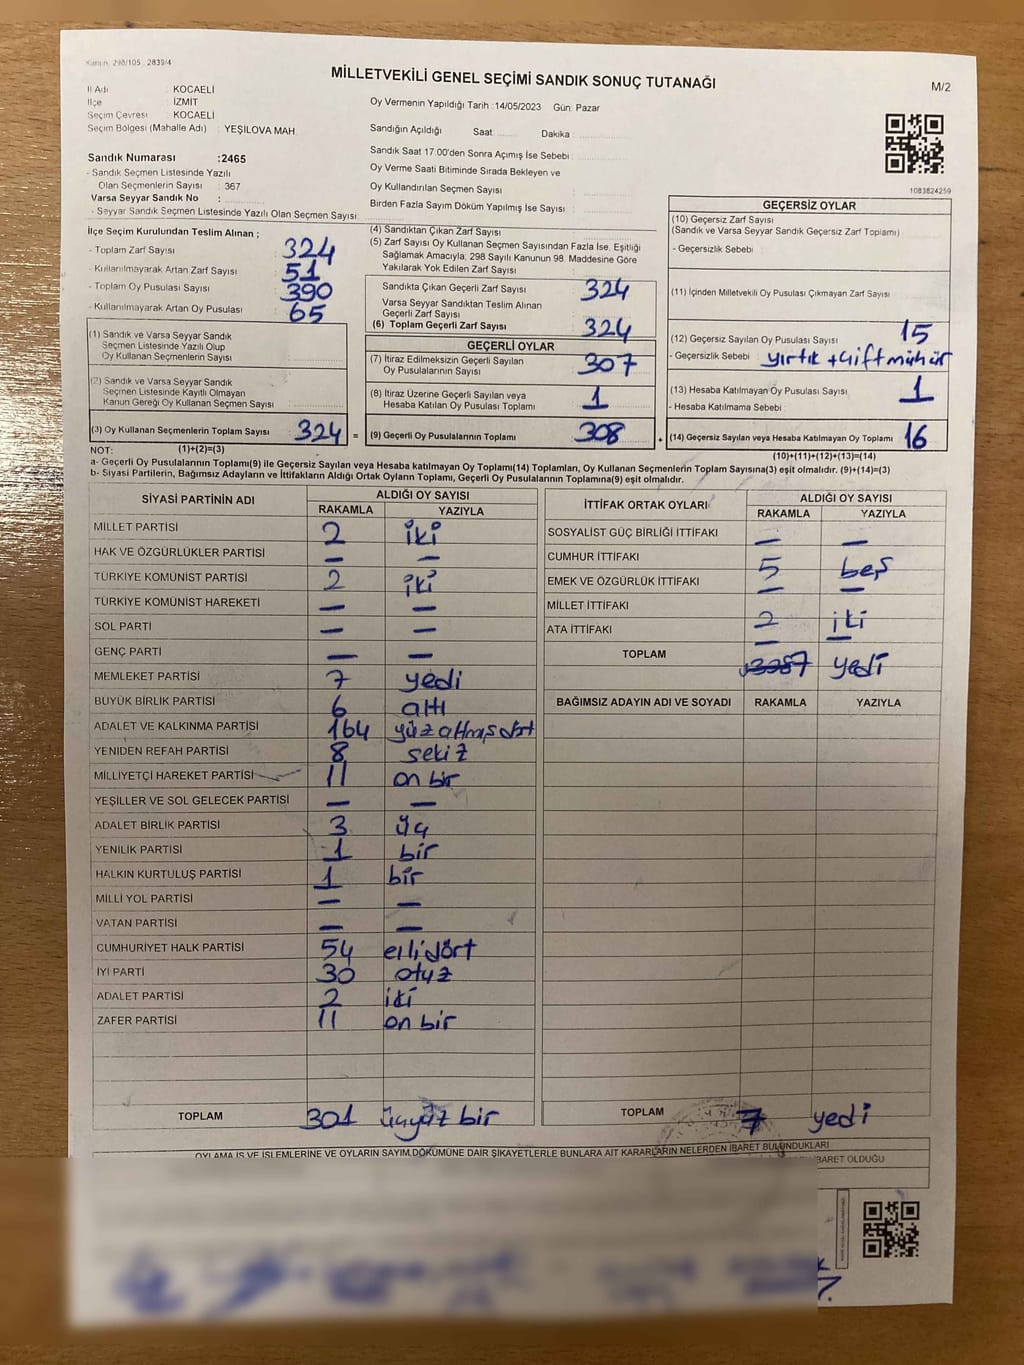 Kanun: 298/105 2839/4
MİLLETVEKİLİ GENEL SEÇİMİ SANDIK SONUÇ TUTANAĞI
M/2
İl Adı : KOCAELİ
İlçe : İZMİT
Seçim Çevresi : KOCAELİ
Seçim Bölgesi (Mahalle Adı) : YEŞİLOVA MAH.
Sandık Numarası :2465
- Sandık Seçmen Listesinde Yazılı
Olan Seçmenlerin Sayısı : 367
Varsa Seyyar Sandık No :
- Seyyar Sandık Seçmen Listesinde Yazılı Olan Seçmen Sayısı:
Oy Vermenin Yapıldığı Tarih :14/05/2023 Gün: Pazar
Sandığın Açıldığı Saat: Dakika:
Sandık Saat 17.00'den Sonra Açımış İse Sebebi :
Oy Verme Saati Bitiminde Sırada Bekleyen ve
Oy Kullandırılan Seçmen Sayısı :
Birden Fazla Sayım Döküm Yapılmış İse Sayısı :
1083824259
İlçe Seçim Kurulundan Teslim Alınan ;
- Toplam Zarf Sayısı : 324
- Kullanılmayarak Artan Zarf Sayısı : 51
- Toplam Oy Pusulası Sayısı : 390
- Kullanılmayarak Artan Oy Pusulası : 65
(1) Sandık ve Varsa Seyyar Sandık
Seçmen Listesinde Yazılı Olup
Oy Kullanan Seçmenlerin Sayısı :
(2) Sandık ve Varsa Seyyar Sandık
Seçmen Listesinde Kayıtlı Olmayan
Kanun Gereği Oy Kullanan Seçmen Sayısı :
(3) Oy Kullanan Seçmenlerin Toplam Sayısı : 324 =
(1)+(2)=(3)
(4) Sandıktan Çıkan Zarf Sayısı :
(5) Zarf Sayısı Oy Kullanan Seçmen Sayısından Fazla İse, Eşitliği
Sağlamak Amacıyla, 298 Sayılı Kanunun 98. Maddesine Göre
Yakılarak Yok Edilen Zarf Sayısı :
Sandıkta Çıkan Geçerli Zarf Sayısı : 324
Varsa Seyyar Sandıktan Teslim Alınan
Geçerli Zarf Sayısı :
(6) Toplam Geçerli Zarf Sayısı : 324
GEÇERLİ OYLAR
(7) İtiraz Edilmeksizin Geçerli Sayılan
Oy Pusulalarının Sayısı : 307
(8) İtiraz Üzerine Geçerli Sayılan veya
Hesaba Katılan Oy Pusulası Toplamı : 1
(9) Geçerli Oy Pusulalarının Toplamı : 308 +
GEÇERSİZ OYLAR
(10) Geçersiz Zarf Sayısı
(Sandık ve Varsa Seyyar Sandık Geçersiz Zarf Toplamı)
- Geçersizlik Sebebi :
(11) İçinden Milletvekili Oy Pusulası Çıkmayan Zarf Sayısı
(12) Geçersiz Sayılan Oy Pusulası Sayısı : 15
- Geçersizlik Sebebi : yırtık + çift mühür
(13) Hesaba Katılmayan Oy Pusulası Sayısı : 1
- Hesaba Katılmama Sebebi :
(14) Geçersiz Sayılan veya Hesaba Katılmayan Oy Toplamı : 16
(10)+(11)+(12)+(13)=(14)
NOT:
a- Geçerli Oy Pusulalarının Toplamı(9) ile Geçersiz Sayılan veya Hesaba katılmayan Oy Toplamı(14) Toplamları, Oy Kullanan Seçmenlerin Toplam Sayısına(3) eşit olmalıdır. (9)+(14)=(3)
b- Siyasi Partilerin, Bağımsız Adayların ve İttifakların Aldığı Ortak Oyların Toplamı, Geçerli Oy Pusulalarının Toplamına(9) eşit olmalıdır.
SİYASİ PARTİNİN ADI ALDIĞI OY SAYISI
RAKAMLA YAZIYLA
MİLLET PARTİSİ 2 iki
HAK VE ÖZGÜRLÜKLER PARTİSİ — —
TÜRKİYE KOMÜNİST PARTİSİ 2 iki
TÜRKİYE KOMÜNİST HAREKETİ — —
SOL PARTİ — —
GENÇ PARTİ — —
MEMLEKET PARTİSİ 7 yedi
BÜYÜK BİRLİK PARTİSİ 6 altı
ADALET VE KALKINMA PARTİSİ 164 yüzaltmışdört
YENİDEN REFAH PARTİSİ 8 sekiz
MİLLİYETÇİ HAREKET PARTİSİ 11 on bir
YEŞİLLER VE SOL GELECEK PARTİSİ — —
ADALET BİRLİK PARTİSİ 3 üç
YENİLİK PARTİSİ 1 bir
HALKIN KURTULUŞ PARTİSİ 1 bir
MİLLİ YOL PARTİSİ — —
VATAN PARTİSİ — —
CUMHURİYET HALK PARTİSİ 54 ellidört
İYİ PARTİ 30 otuz
ADALET PARTİSİ 2 iki
ZAFER PARTİSİ 11 on bir
TOPLAM 301 üçyüz bir
İTTİFAK ORTAK OYLARI ALDIĞI OY SAYISI
RAKAMLA YAZIYLA
SOSYALİST GÜÇ BİRLİĞİ İTTİFAKI — —
CUMHUR İTTİFAKI 5 beş
EMEK VE ÖZGÜRLÜK İTTİFAKI — —
MİLLET İTTİFAKI 2 iki
ATA İTTİFAKI — —
TOPLAM 7 yedi
BAĞIMSIZ ADAYIN ADI VE SOYADI RAKAMLA YAZIYLA
TOPLAM 7 yedi
OYLAMA İŞ VE İŞLEMLERİNE VE OYLARIN SAYIM DÖKÜMÜNE DAİR ŞİKAYETLERLE BUNLARA AİT KARARLARIN NELERDEN İBARET BULUNDUKLARI
İBARET OLDUĞU